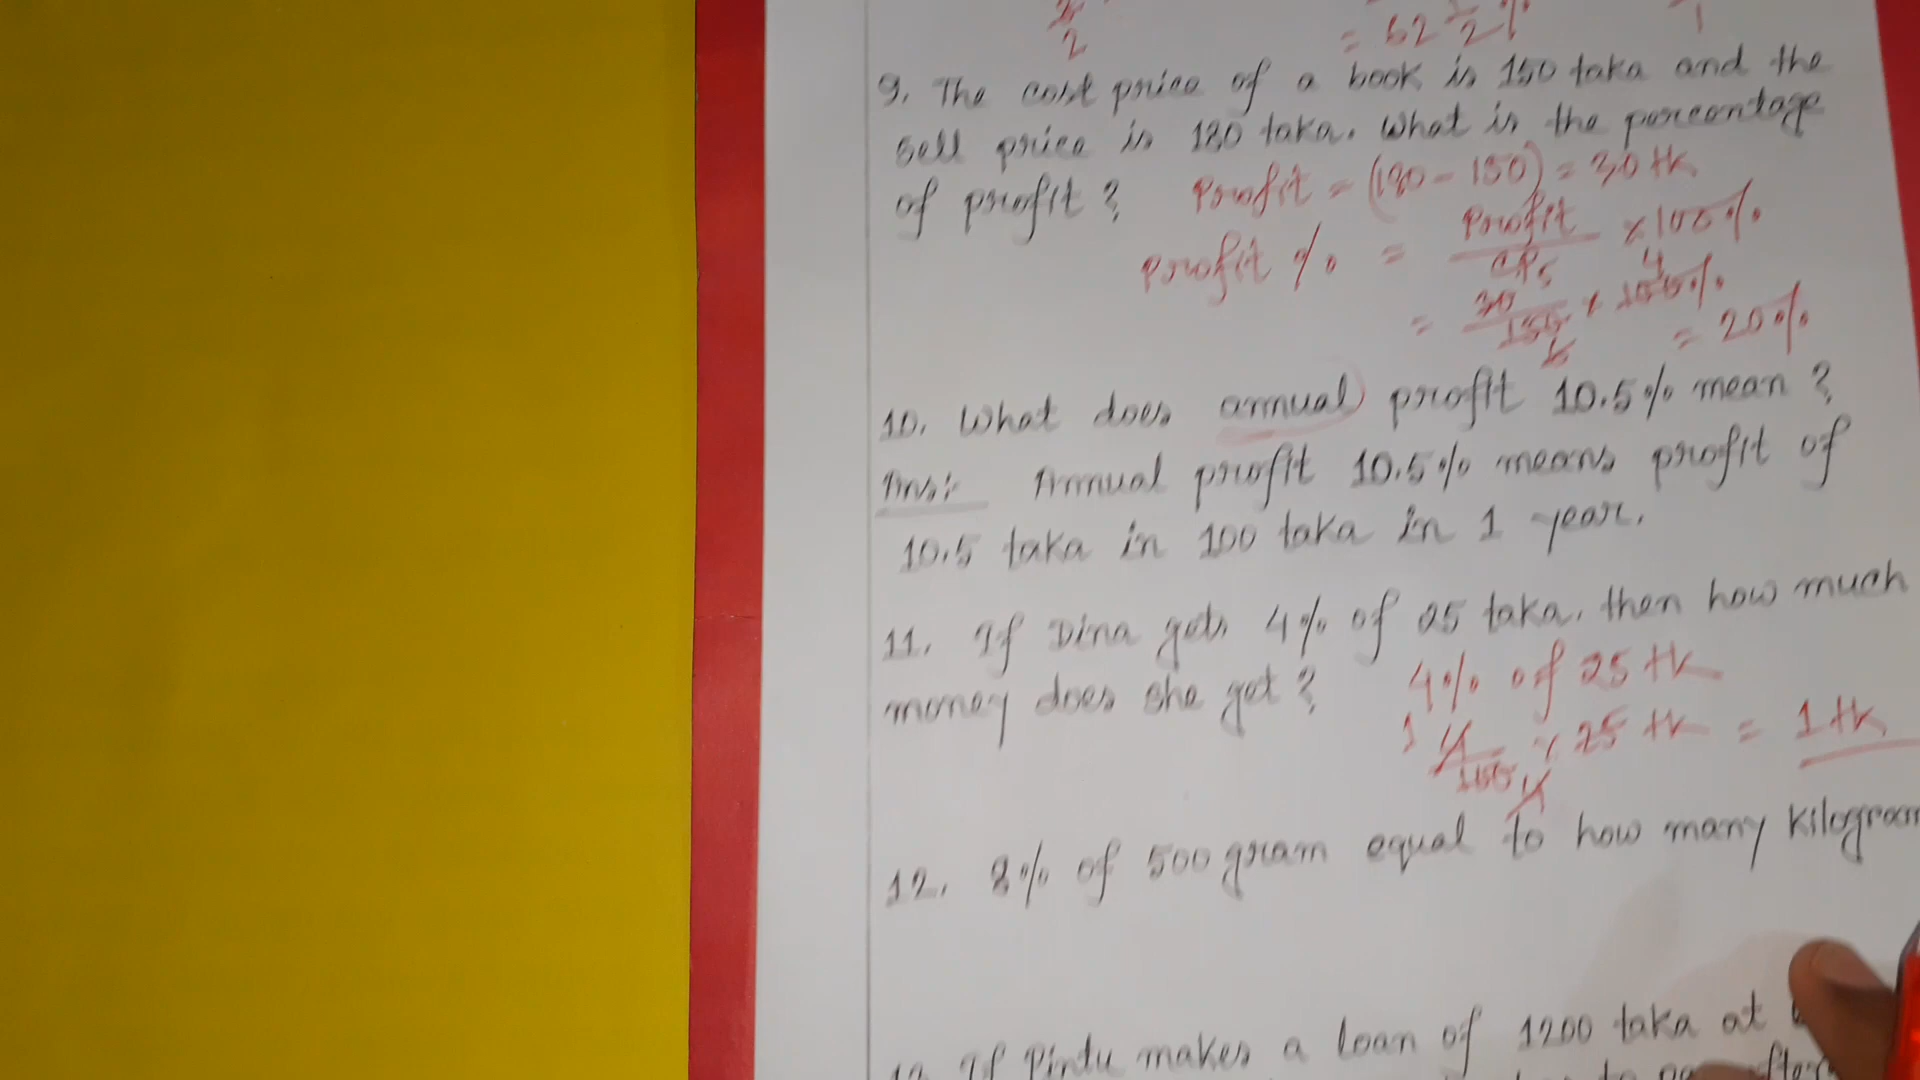 2
= 62 1/2 %
1
9. The cost price of a book is 150 taka and the
sell price is 180 taka. What is the percentage
of profit? Profit = (180 - 150) = 30 tk
Profit % = Profit/CP × 100%
= 30/150 × 100%
= 20%
10. What does annual profit 10.5% mean?
Ans: Annual profit 10.5% means profit of
10.5 taka in 100 taka in 1 year.
11. If Dina gets 4% of 25 taka. then how much
money does she get? 4% of 25 tk
4/100 × 25 tk = 1 tk
12. 8% of 500 gram equal to how many kilogram
If Pintu makes a loan of 1200 taka at